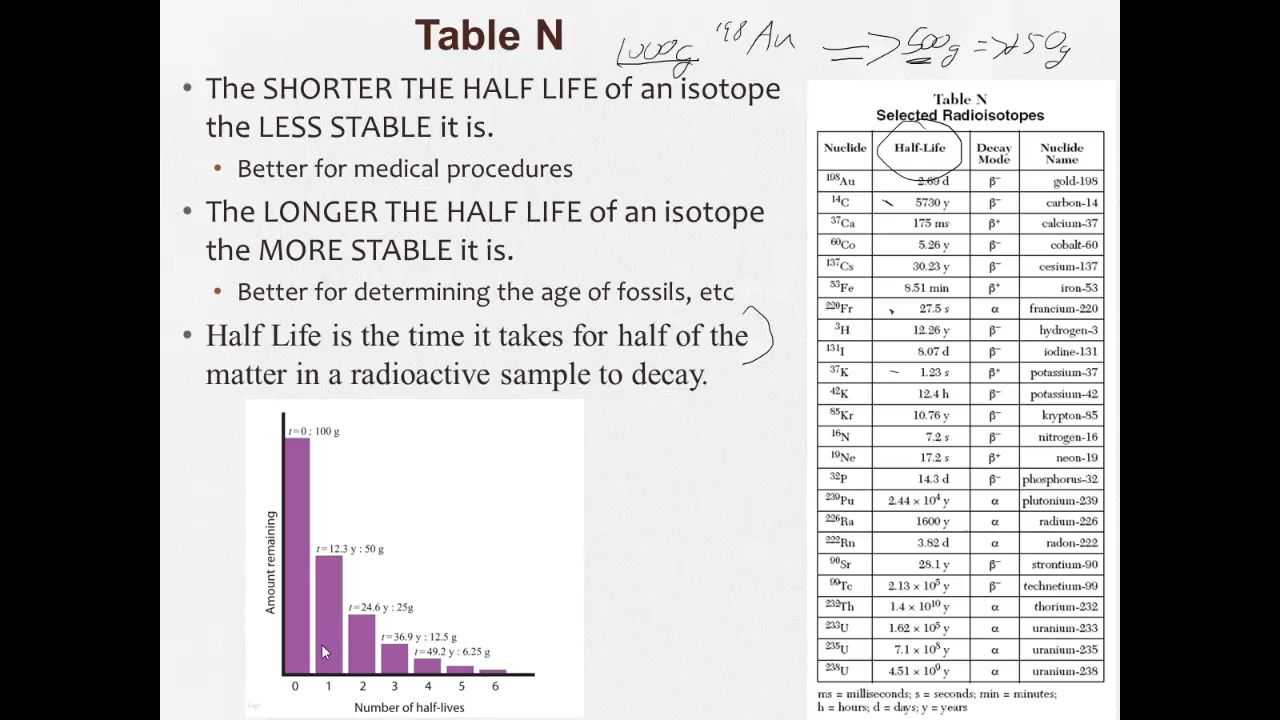 Table N
1000g ¹⁹⁸Au => 500g => 250g
• The SHORTER THE HALF LIFE of an isotope
the LESS STABLE it is.
• Better for medical procedures
• The LONGER THE HALF LIFE of an isotope
the MORE STABLE it is.
• Better for determining the age of fossils, etc
• Half Life is the time it takes for half of the
matter in a radioactive sample to decay.
Amount remaining
t=0 : 100 g
t=12.3 y : 50 g
t=24.6 y : 25g
t=36.9 y : 12.5 g
t=49.2 y : 6.25 g
0 1 2 3 4 5 6
Number of half-lives
Table N
Selected Radioisotopes
Nuclide Half-Life Decay Mode Nuclide Name
¹⁹⁸Au 2.69 d β⁻ gold-198
¹⁴C 5730 y β⁻ carbon-14
³⁷Ca 175 ms β⁺ calcium-37
⁶⁰Co 5.26 y β⁻ cobalt-60
¹³⁷Cs 30.23 y β⁻ cesium-137
⁵³Fe 8.51 min β⁺ iron-53
²²⁰Fr 27.5 s α francium-220
³H 12.26 y β⁻ hydrogen-3
¹³¹I 8.07 d β⁻ iodine-131
³⁷K 1.23 s β⁺ potassium-37
⁴²K 12.4 h β⁻ potassium-42
⁸⁵Kr 10.76 y β⁻ krypton-85
¹⁶N 7.2 s β⁻ nitrogen-16
¹⁹Ne 17.2 s β⁺ neon-19
³²P 14.3 d β⁻ phosphorus-32
²³⁹Pu 2.44 × 10⁴ y α plutonium-239
²²⁶Ra 1600 y α radium-226
²²²Rn 3.82 d α radon-222
⁹⁰Sr 28.1 y β⁻ strontium-90
⁹⁹Tc 2.13 × 10⁵ y β⁻ technetium-99
²³²Th 1.4 × 10¹⁰ y α thorium-232
²³³U 1.62 × 10⁵ y α uranium-233
²³⁵U 7.1 × 10⁸ y α uranium-235
²³⁸U 4.51 × 10⁹ y α uranium-238
ms = milliseconds; s = seconds; min = minutes;
h = hours; d = days; y = years